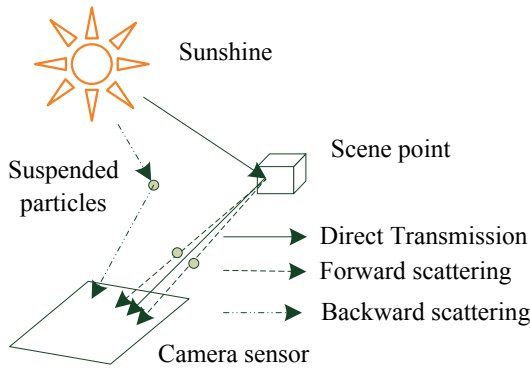 Sunshine
Scene point
Suspended
particles
Direct Transmission
Forward scattering
Backward scattering
Camera sensor